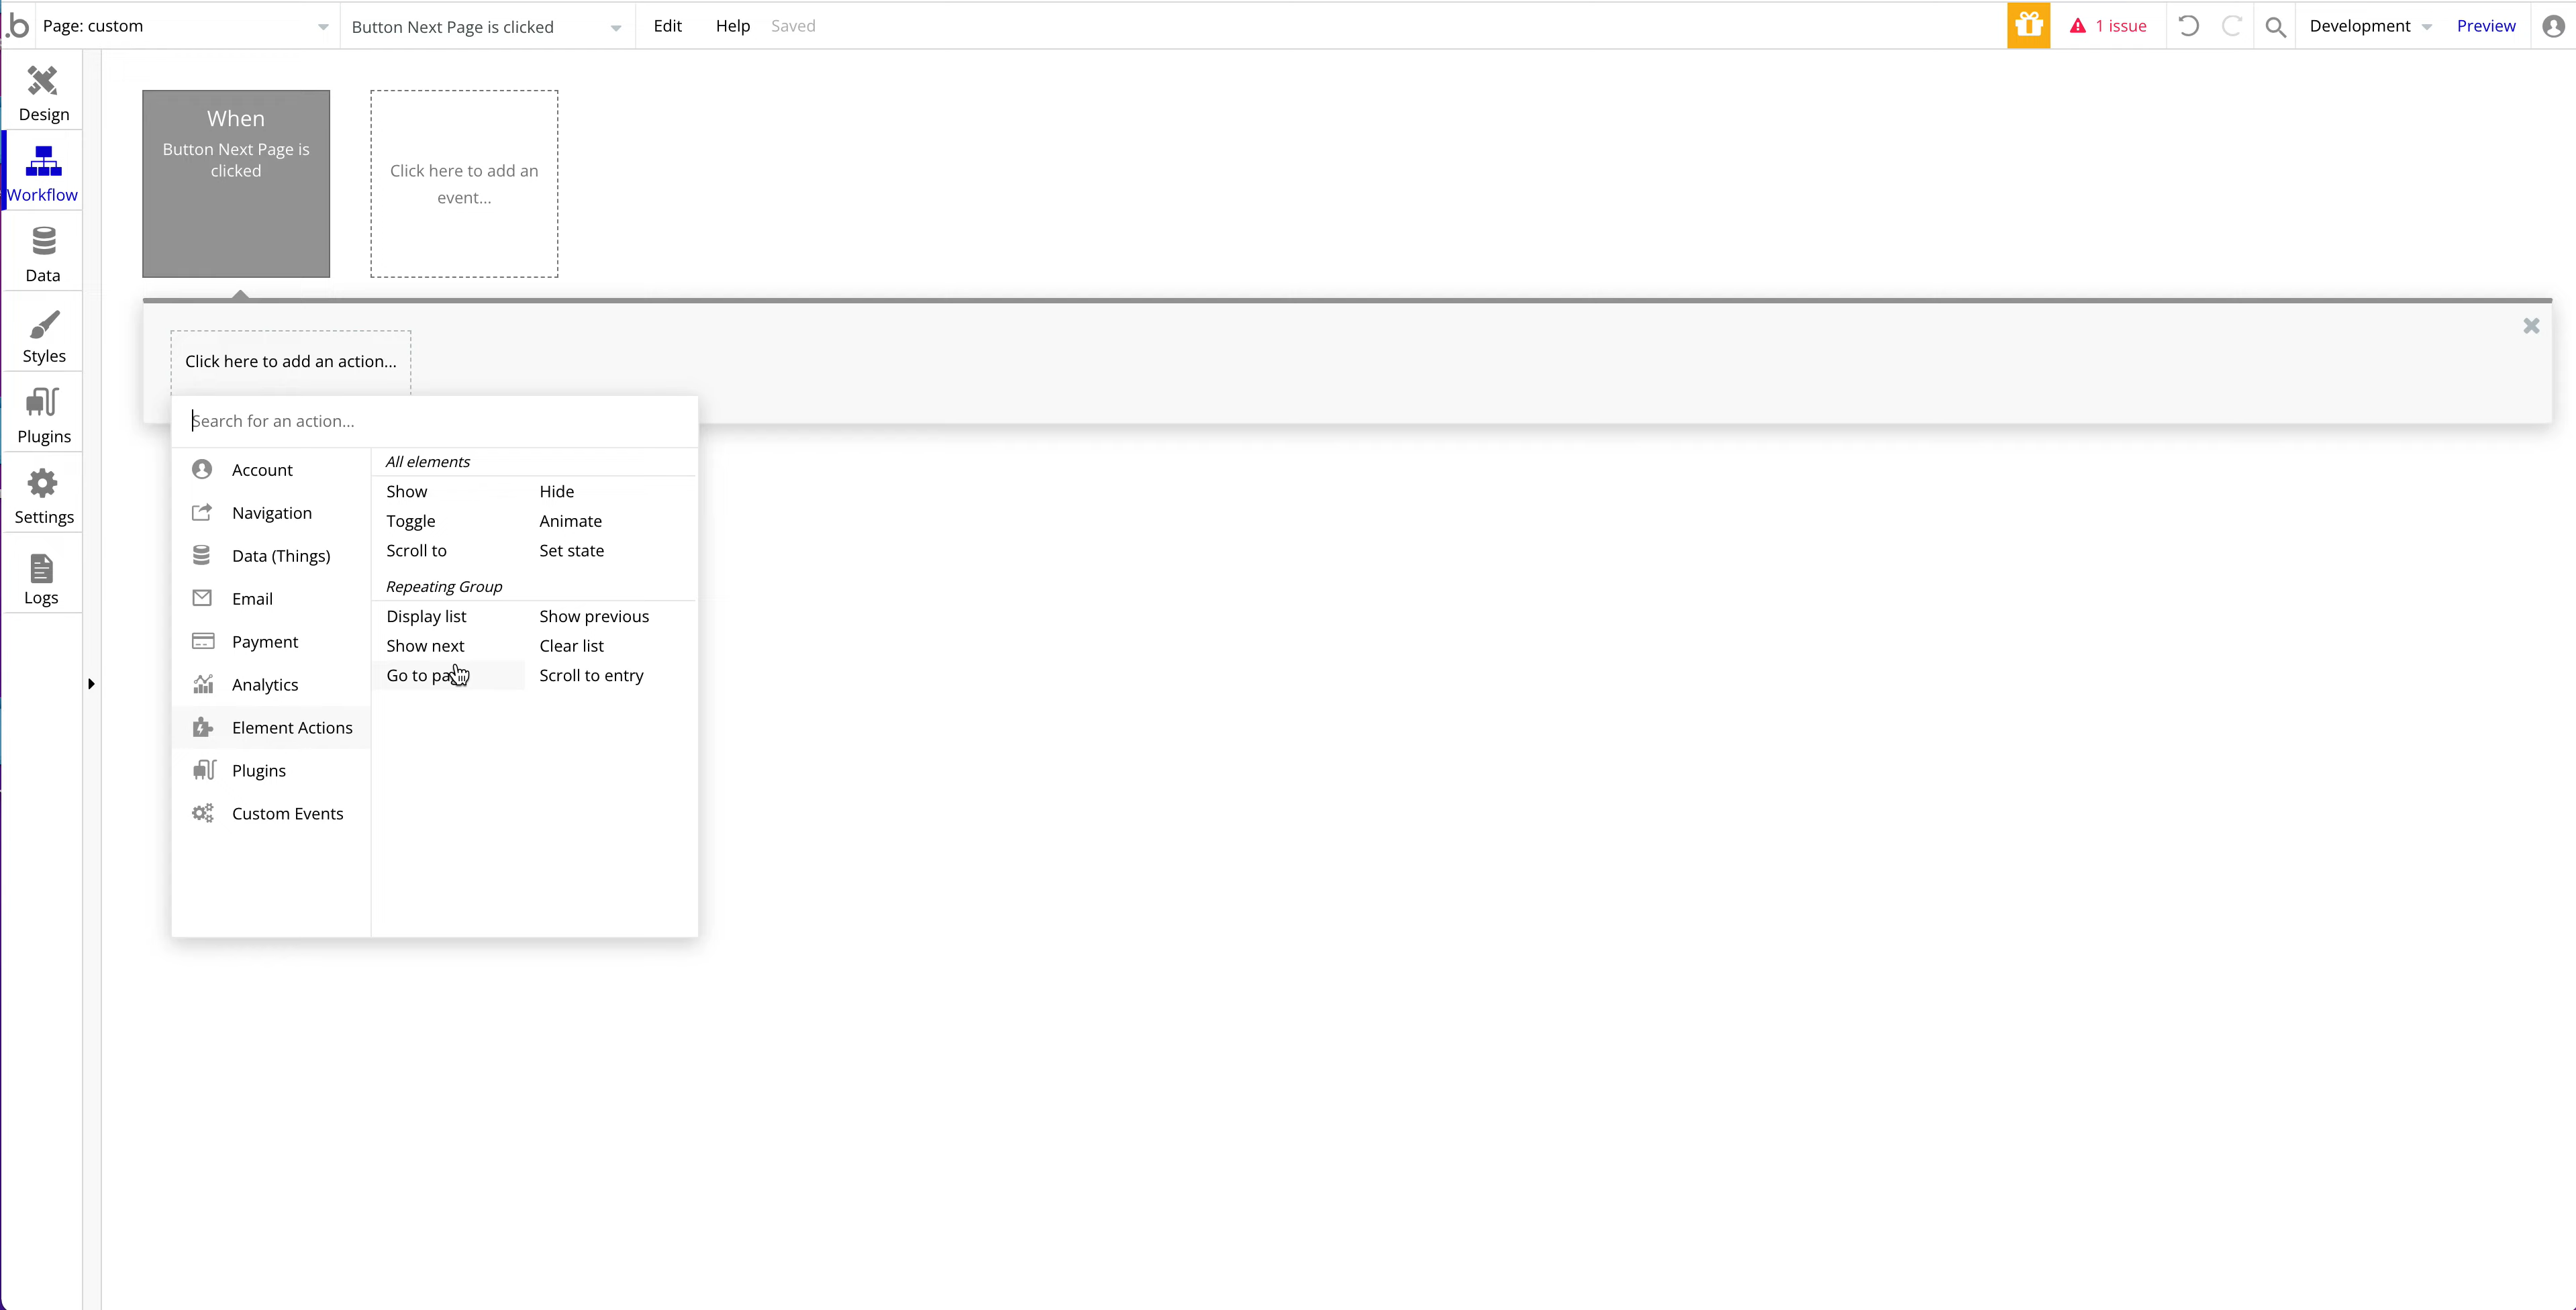 .b
Page: custom
Button Next Page is clicked
Edit
Help
Saved
1 issue
Development
Preview
Design
Workflow
Data
Styles
Plugins
Settings
Logs
When
Button Next Page is
clicked
Click here to add an
event...
Click here to add an action...
Search for an action...
Account
Navigation
Data (Things)
Email
Payment
Analytics
Element Actions
Plugins
Custom Events
All elements
Show Hide
Toggle Animate
Scroll to Set state
Repeating Group
Display list Show previous
Show next Clear list
Go to Scroll to entry